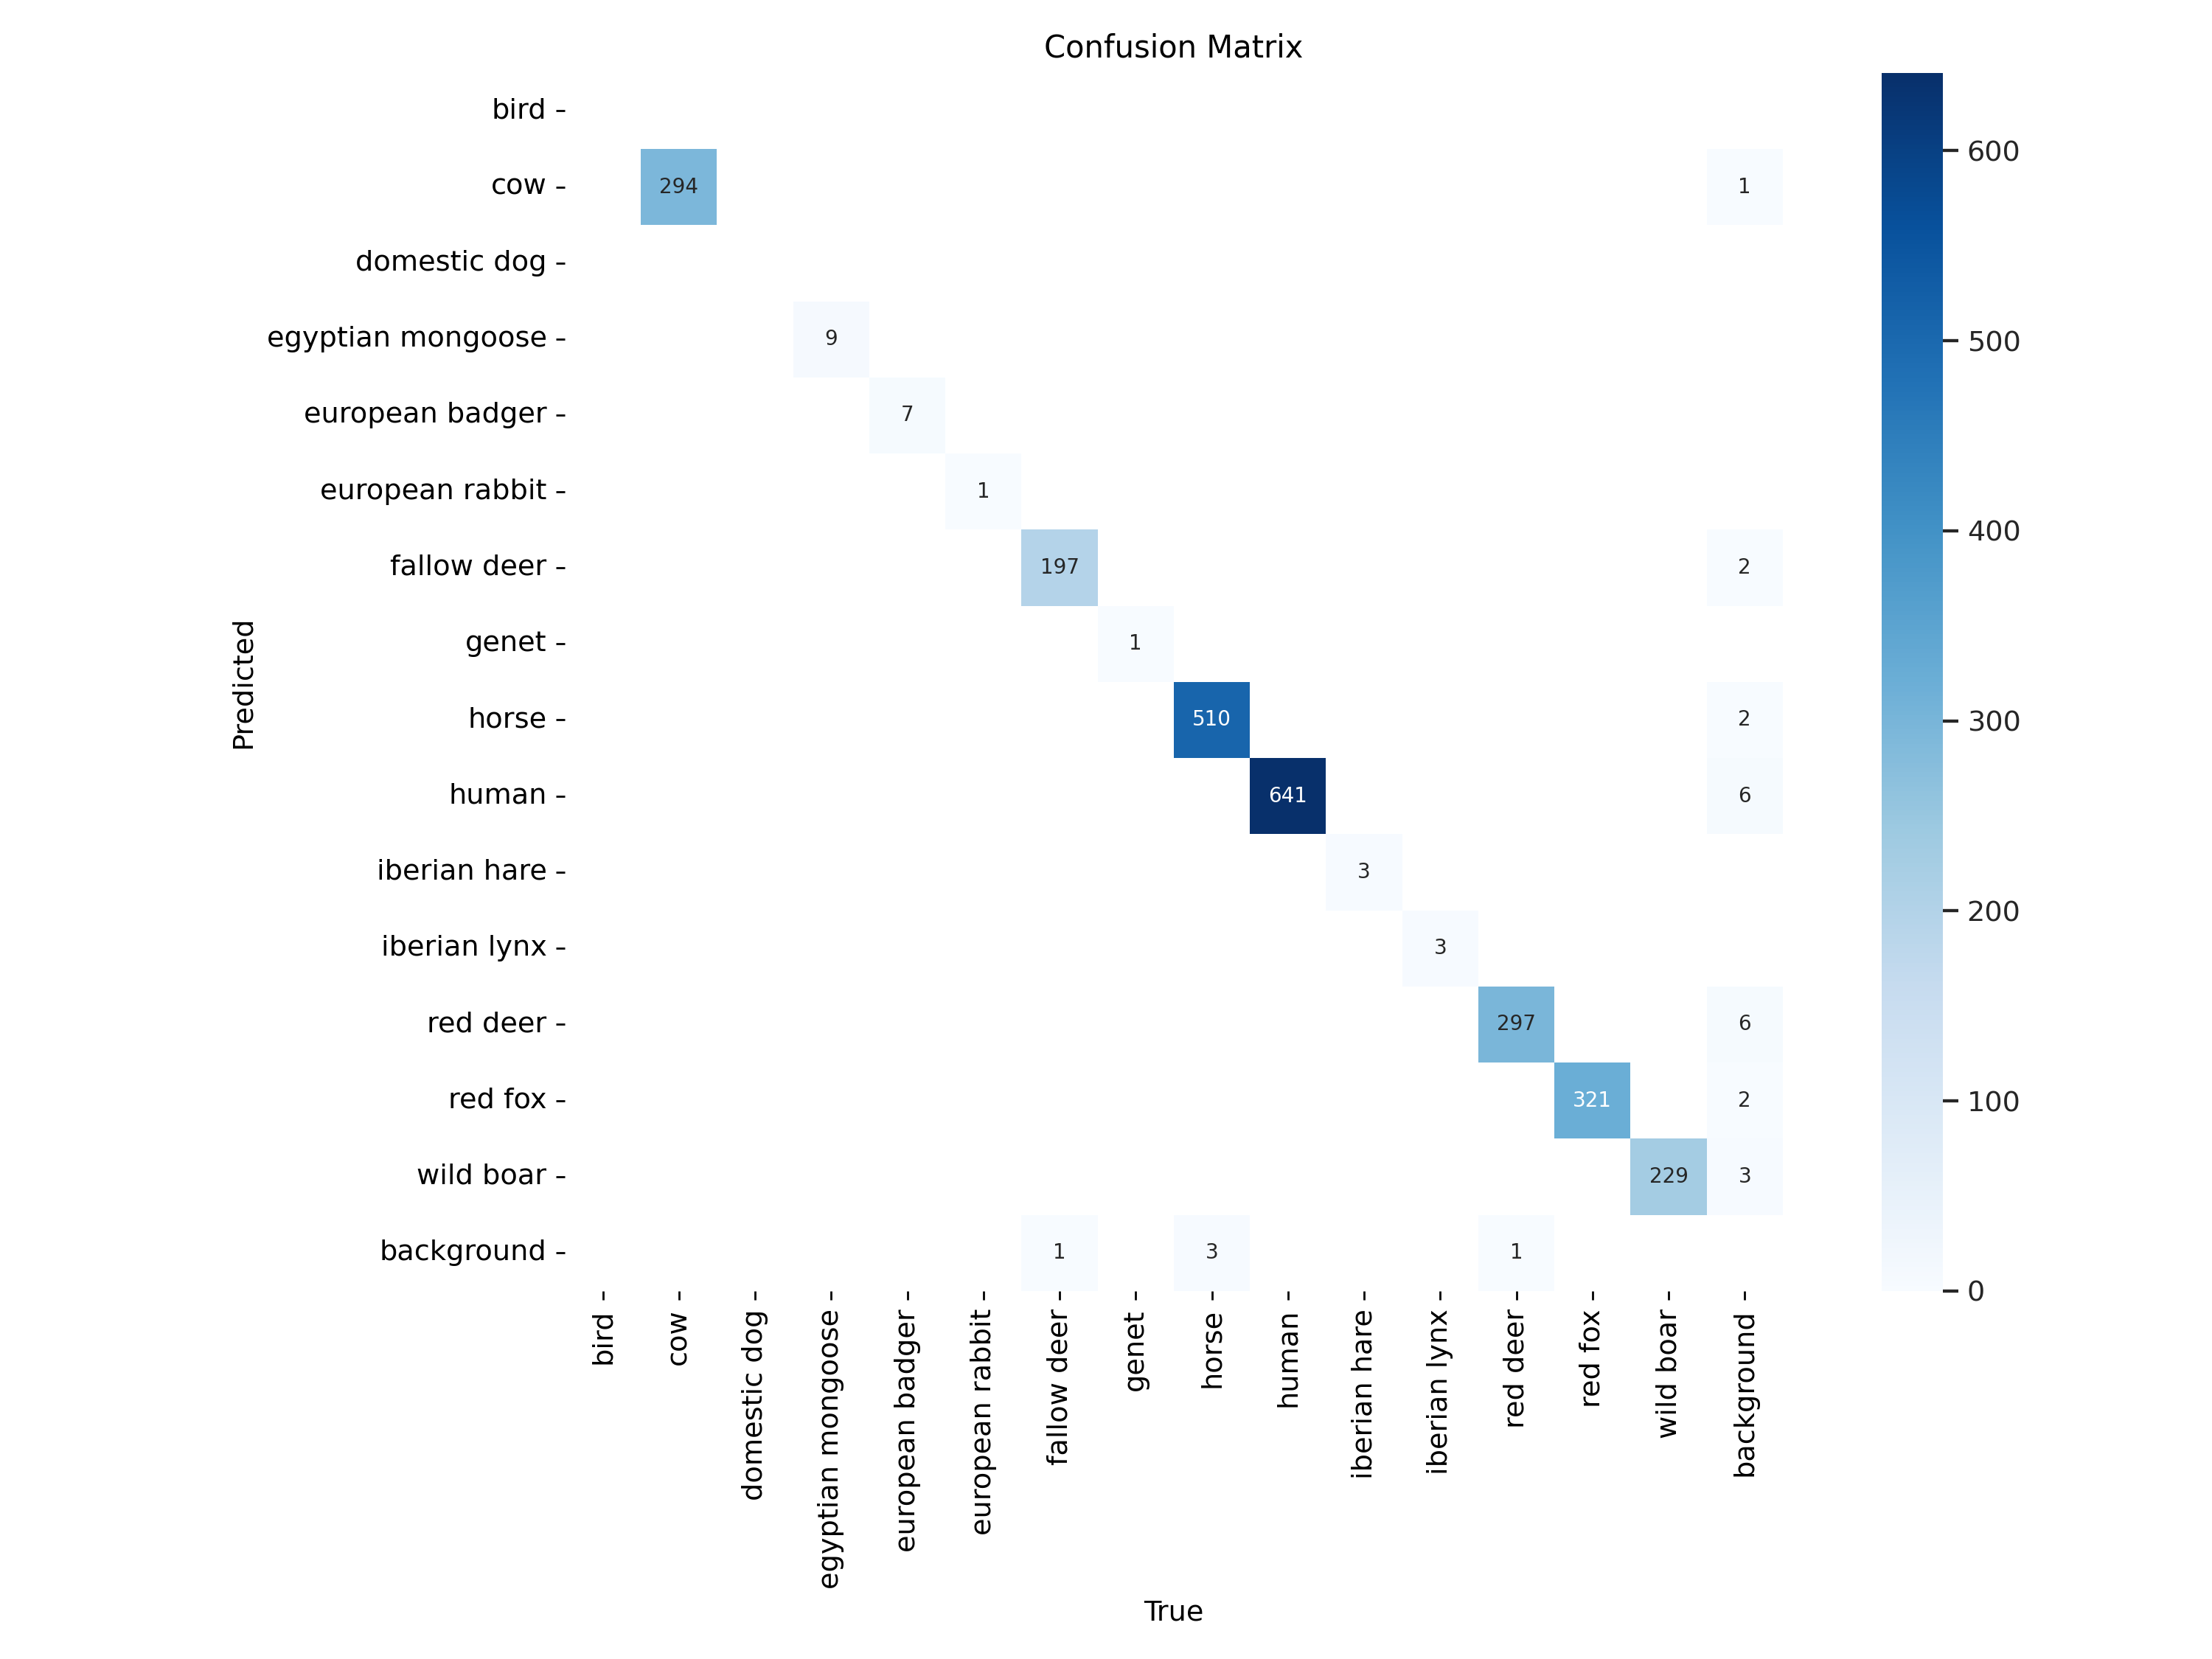 Confusion Matrix
bird
cow 294 1
domestic dog
egyptian mongoose 9
european badger 7
european rabbit 1
fallow deer 197 2
genet 1
horse 510 2
human 641 6
iberian hare 3
iberian lynx 3
red deer 297 6
red fox 321 2
wild boar 229 3
background 1 3 1
Predicted
bird
cow
domestic dog
egyptian mongoose
european badger
european rabbit
fallow deer
genet
horse
human
iberian hare
iberian lynx
red deer
red fox
wild boar
background
True
600
500
400
300
200
100
0